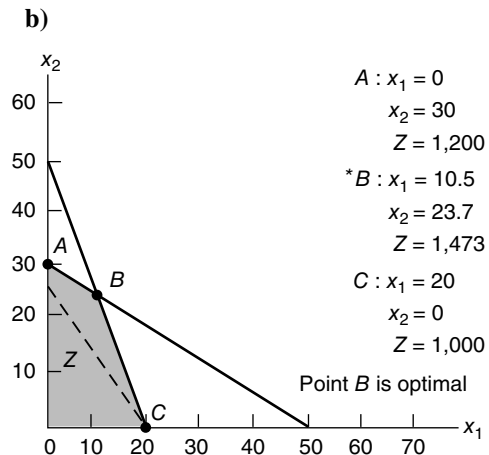 b)
x2
60
50
40
30
20
10
A
B
Z
C
x1
0 10 20 30 40 50 60 70
A : x1 = 0
x2 = 30
Z = 1,200
*B : x1 = 10.5
x2 = 23.7
Z = 1,473
C : x1 = 20
x2 = 0
Z = 1,000
Point B is optimal